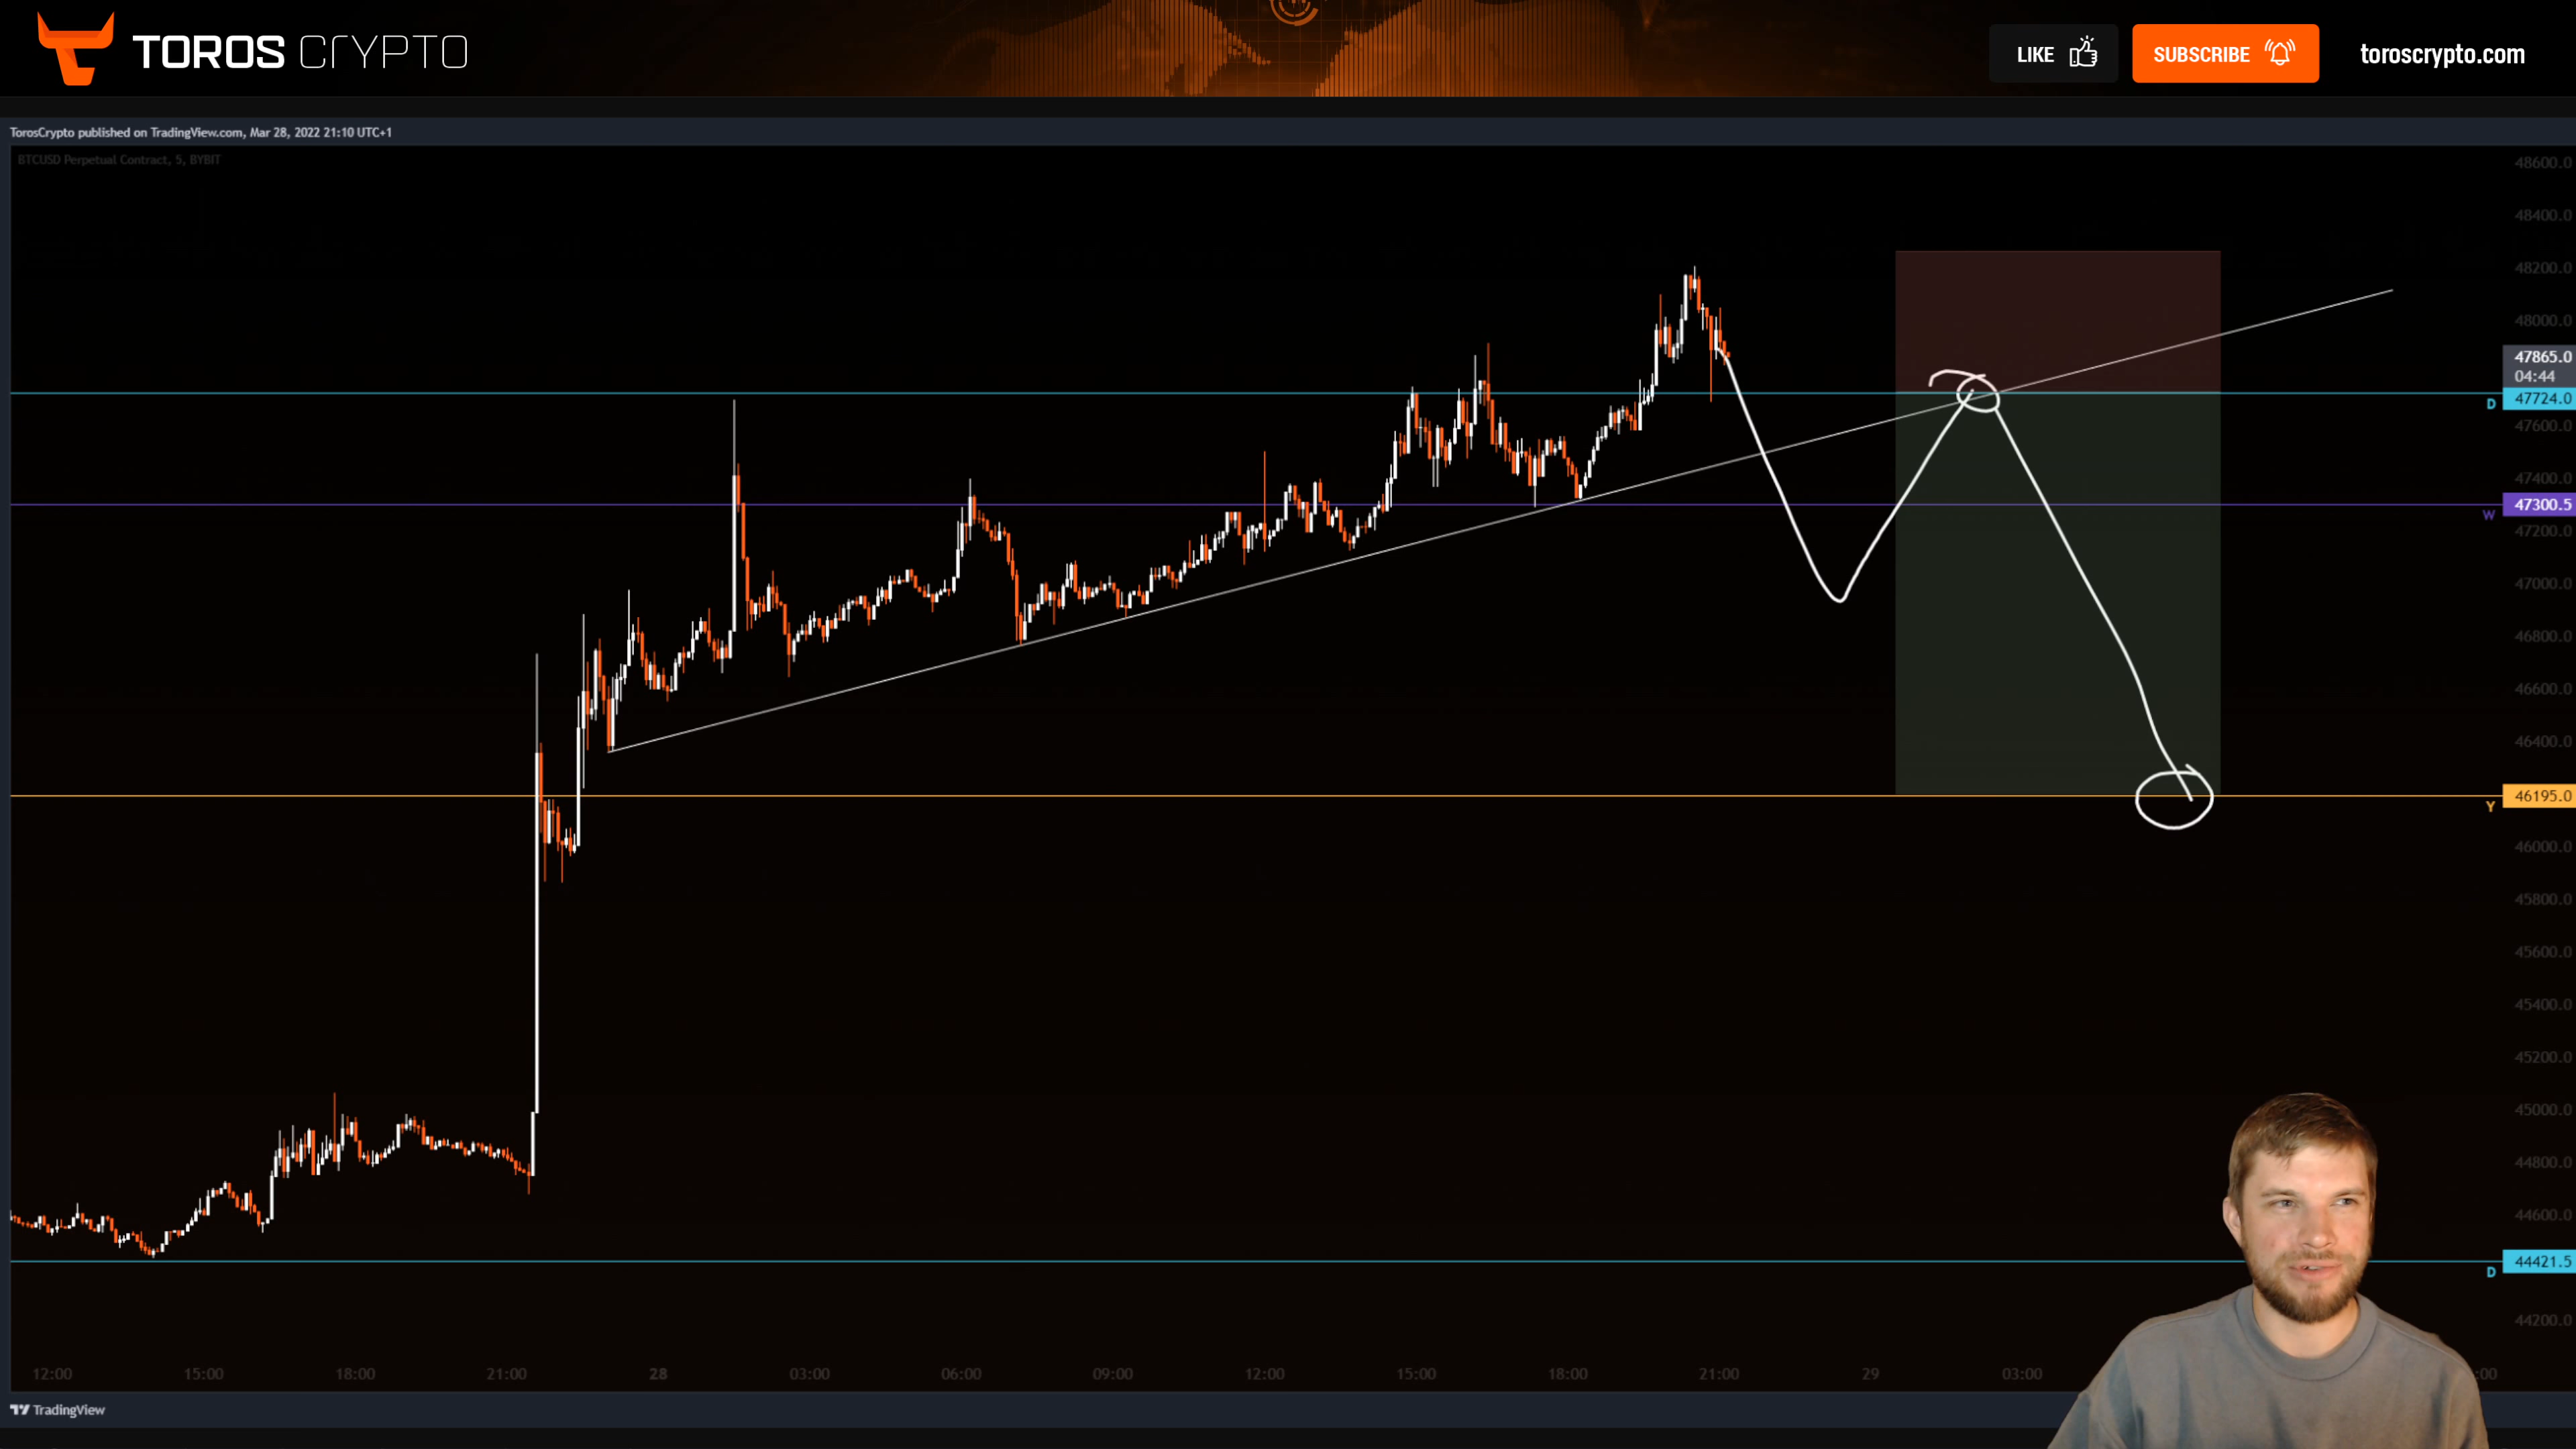 TOROS CRYPTO
LIKE
SUBSCRIBE
toroscrypto.com
TorosCrypto published on TradingView.com, Mar 28, 2022 21:10 UTC+1
BTCUSD Perpetual Contract, 5, BYBIT
48600.0
48400.0
48200.0
48000.0
47865.0
04:44
D 47724.0
47600.0
47400.0
47300.5
W
47200.0
47000.0
46800.0
46600.0
46400.0
46195.0
Y
46000.0
45800.0
45600.0
45400.0
45200.0
45000.0
44800.0
44600.0
44421.5
D
44200.0
12:00 15:00 18:00 21:00 28 03:00 06:00 09:00 12:00 15:00 18:00 21:00 29 03:00 :00
TradingView